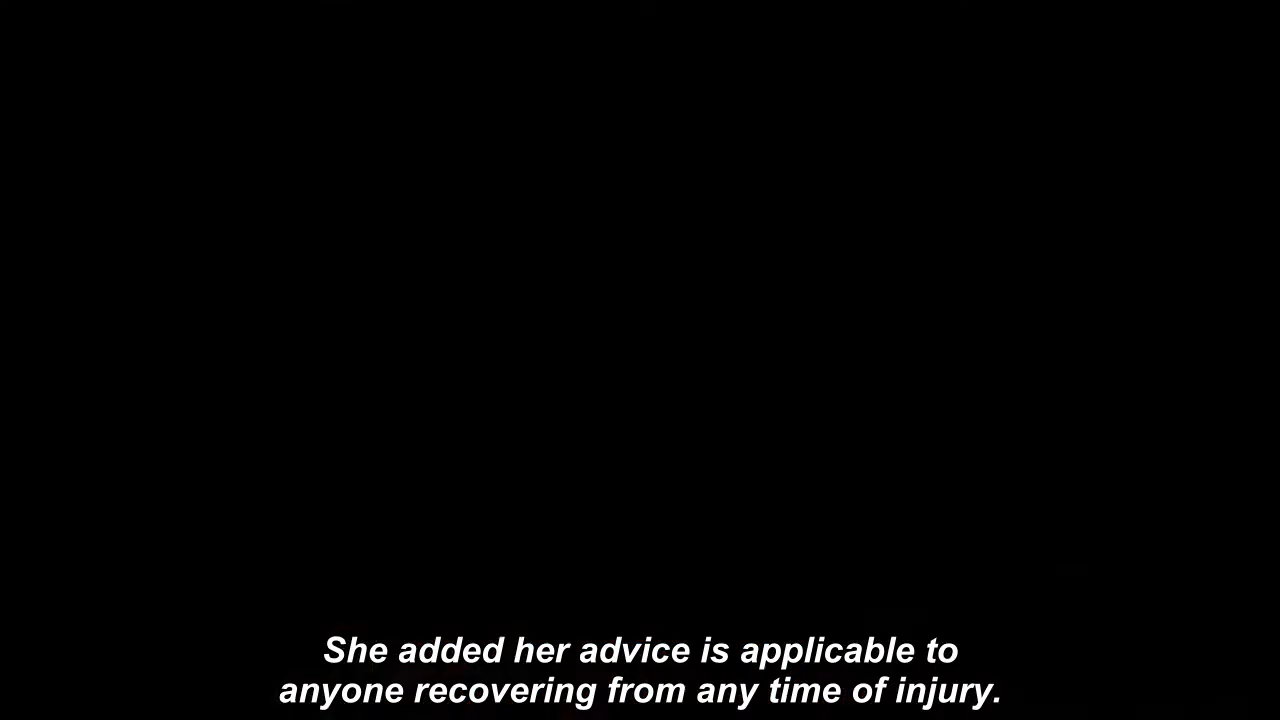 She added her advice is applicable to
anyone recovering from any time of injury.